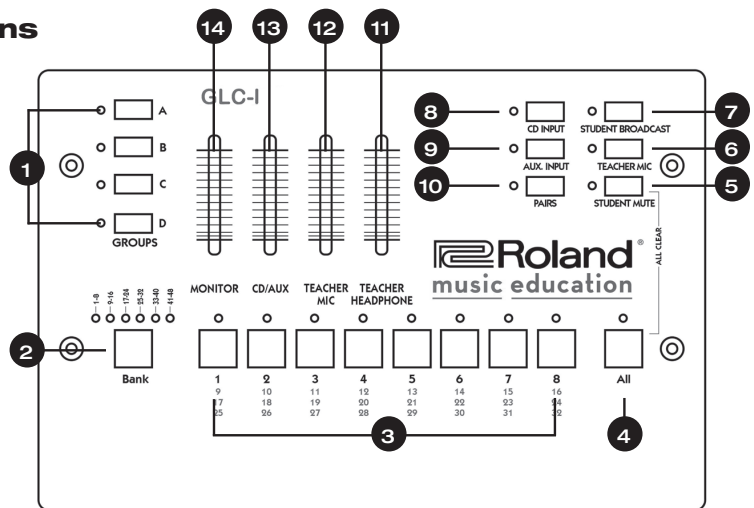 ns
14 13 12 11
GLC-1
A
B
C
D
GROUPS
1
8 CD INPUT
STUDENT BROADCAST 7
9 AUX. INPUT
TEACHER MIC 6
10 PAIRS
STUDENT MUTE 5
ALL CLEAR
Roland®
music education
1-8 9-16 17-24 25-32 33-40 41-48
MONITOR CD/AUX TEACHER MIC TEACHER HEADPHONE
2
Bank
1 2 3 4 5 6 7 8 All
9 10 11 12 13 14 15 16
17 18 19 20 21 22 23 24
25 26 27 28 29 30 31 32
3
4